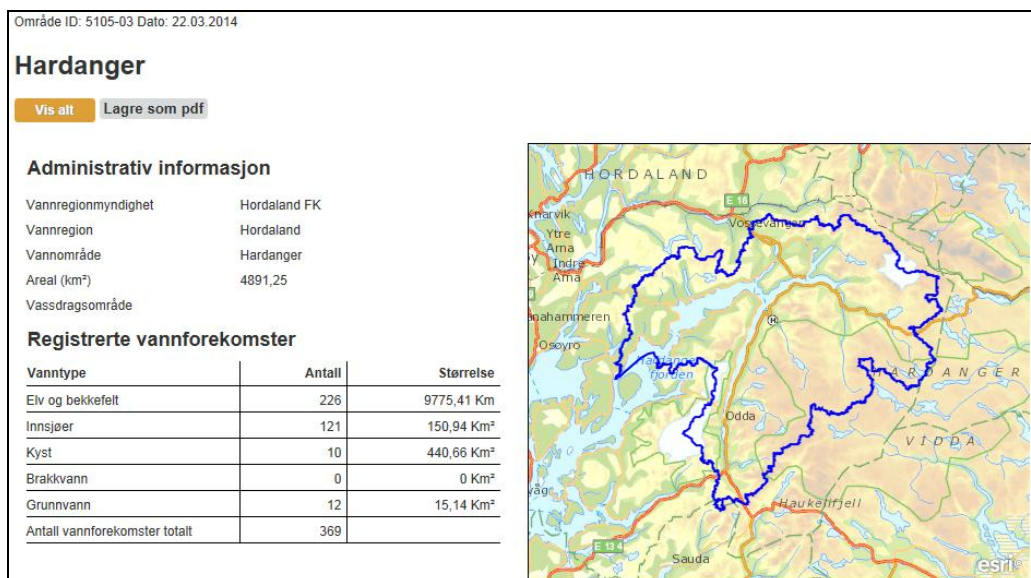 Område ID: 5105-03 Dato: 22.03.2014
Hardanger
Vis alt Lagre som pdf
Administrativ informasjon
Vannregionmyndighet Hordaland FK
Vannregion Hordaland
Vannområde Hardanger
Areal (km²) 4891,25
Vassdragsområde
Registrerte vannforekomster
Vanntype Antall Størrelse
Elv og bekkefelt 226 9775,41 Km
Innsjøer 121 150,94 Km²
Kyst 10 440,66 Km²
Brakkvann 0 0 Km²
Grunnvann 12 15,14 Km²
Antall vannforekomster totalt 369
HORDALAND
E 16
Knarvik
Vossevangen
Ytre
Arna
Indre
Arna
anahammeren
H
Osøyro
Hardanger
fjorden
HARDANGER
Odda
VIDDA
våg
Haukelifjell
E 134
Sauda
esri